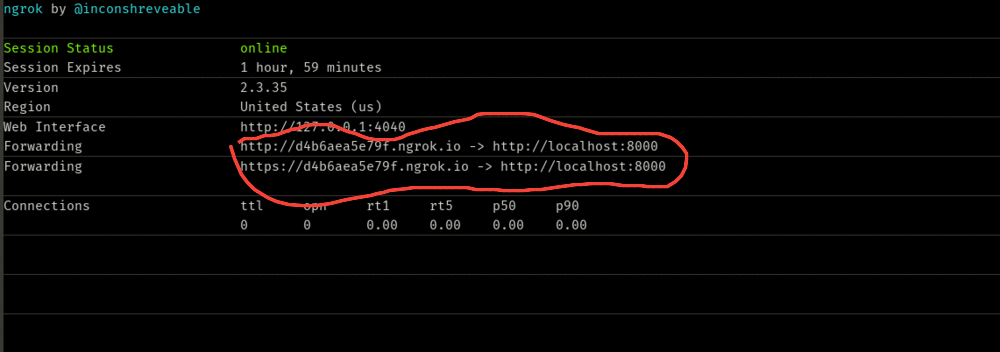 ngrok by @inconshreveable
Session Status online
Session Expires 1 hour, 59 minutes
Version 2.3.35
Region United States (us)
Web Interface http://127.0.0.1:4040
Forwarding http://d4b6aea5e79f.ngrok.io -> http://localhost:8000
Forwarding https://d4b6aea5e79f.ngrok.io -> http://localhost:8000
Connections ttl opn rt1 rt5 p50 p90
0 0 0.00 0.00 0.00 0.00